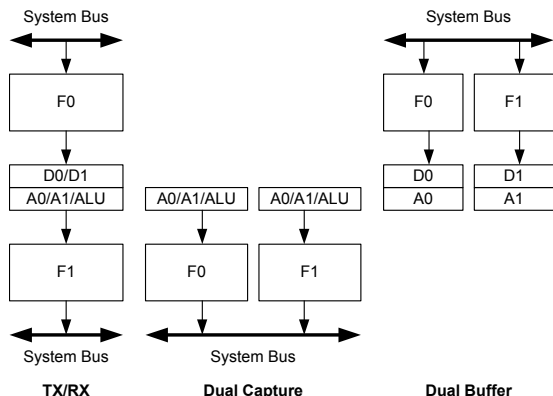 System Bus
System Bus
F0
F0
F1
D0/D1
D0
D1
A0/A1/ALU
A0/A1/ALU
A0/A1/ALU
A0
A1
F1
F0
F1
System Bus
System Bus
TX/RX
Dual Capture
Dual Buffer